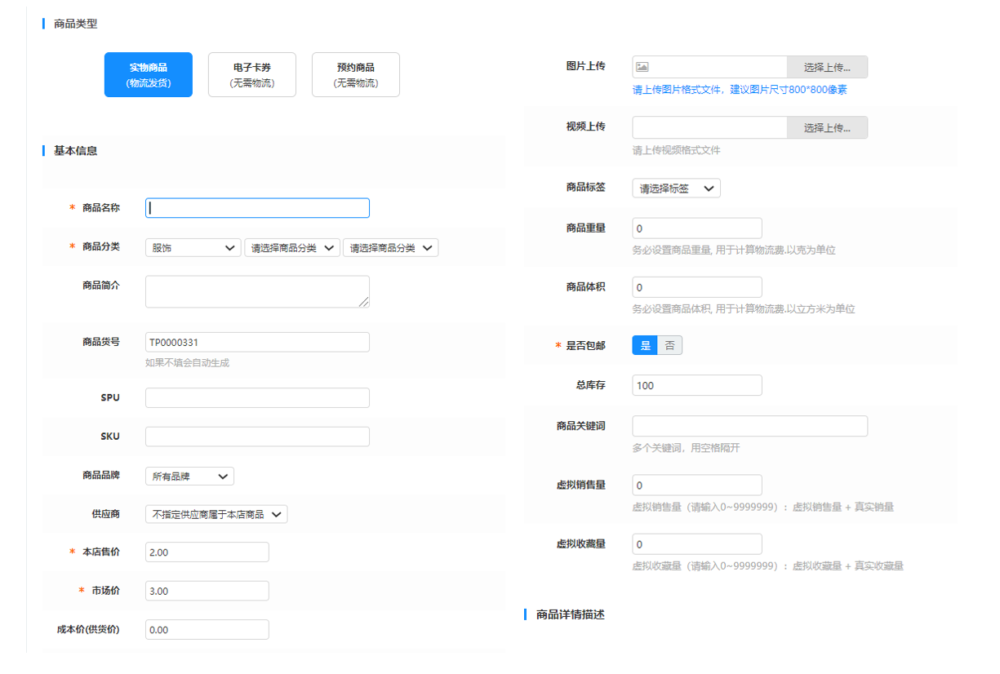 商品类型
实物商品
(物流发货)
电子卡券
(无需物流)
预约商品
(无需物流)
基本信息
* 商品名称
* 商品分类 服饰 请选择商品分类 请选择商品分类
商品简介
商品货号 TP0000331
如果不填会自动生成
SPU
SKU
商品品牌 所有品牌
供应商 不指定供应商属于本店商品
* 本店售价 2.00
* 市场价 3.00
成本价(供货价) 0.00
图片上传 选择上传...
请上传图片格式文件，建议图片尺寸800*800像素
视频上传 选择上传...
请上传视频格式文件
商品标签 请选择标签
商品重量 0
务必设置商品重量, 用于计算物流费.以克为单位
商品体积 0
务必设置商品体积, 用于计算物流费.以立方米为单位
* 是否包邮 是 否
总库存 100
商品关键词
多个关键词，用空格隔开
虚拟销售量 0
虚拟销售量（请输入0~9999999）：虚拟销售量 + 真实销量
虚拟收藏量 0
虚拟收藏量（请输入0~9999999）：虚拟收藏量 + 真实收藏量
商品详情描述